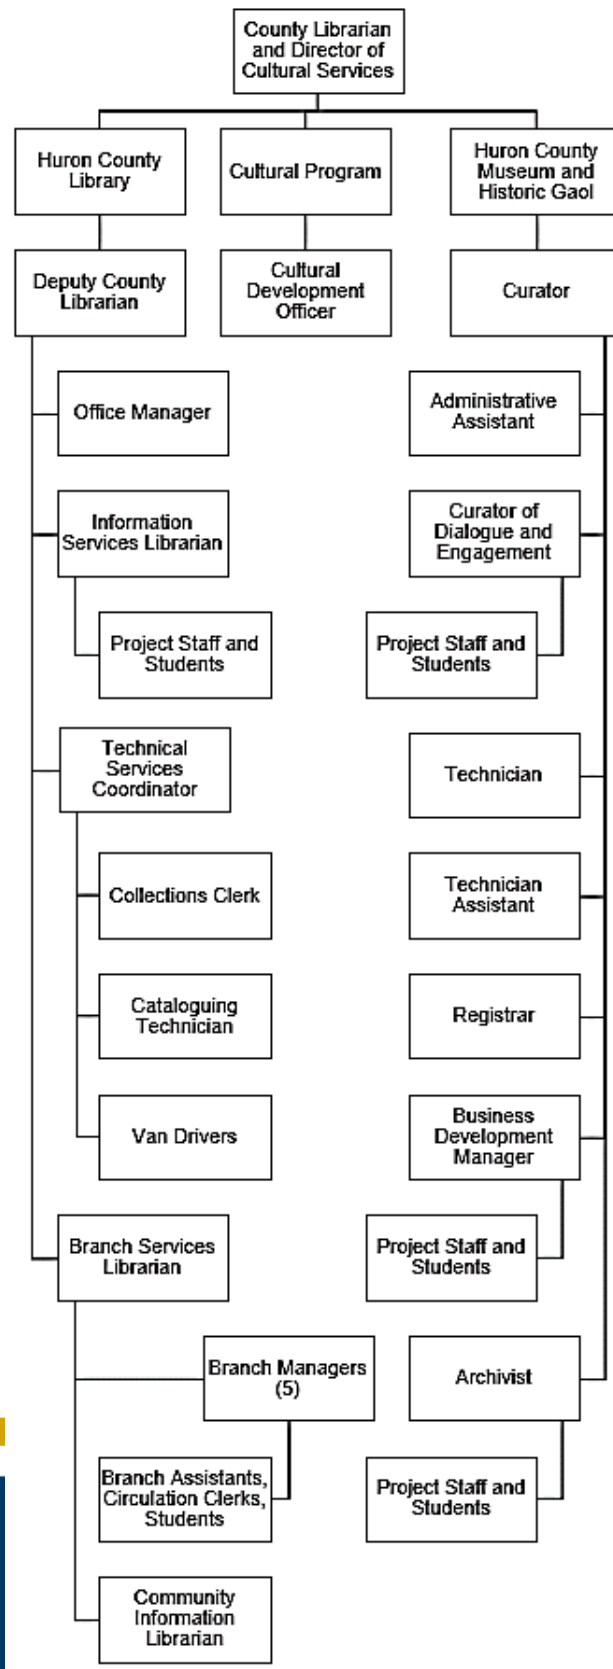 County Librarian
and Director of
Cultural Services
Huron County
Library
Cultural Program
Huron County
Museum and
Historic Gaol
Deputy County
Librarian
Cultural
Development
Officer
Curator
Office Manager
Administrative
Assistant
Information
Services Librarian
Curator of
Dialogue and
Engagement
Project Staff and
Students
Project Staff and
Students
Technical
Services
Coordinator
Technician
Collections Clerk
Technician
Assistant
Cataloguing
Technician
Registrar
Van Drivers
Business
Development
Manager
Branch Services
Librarian
Project Staff and
Students
Branch Managers
(5)
Archivist
Branch Assistants,
Circulation Clerks,
Students
Project Staff and
Students
Community
Information
Librarian